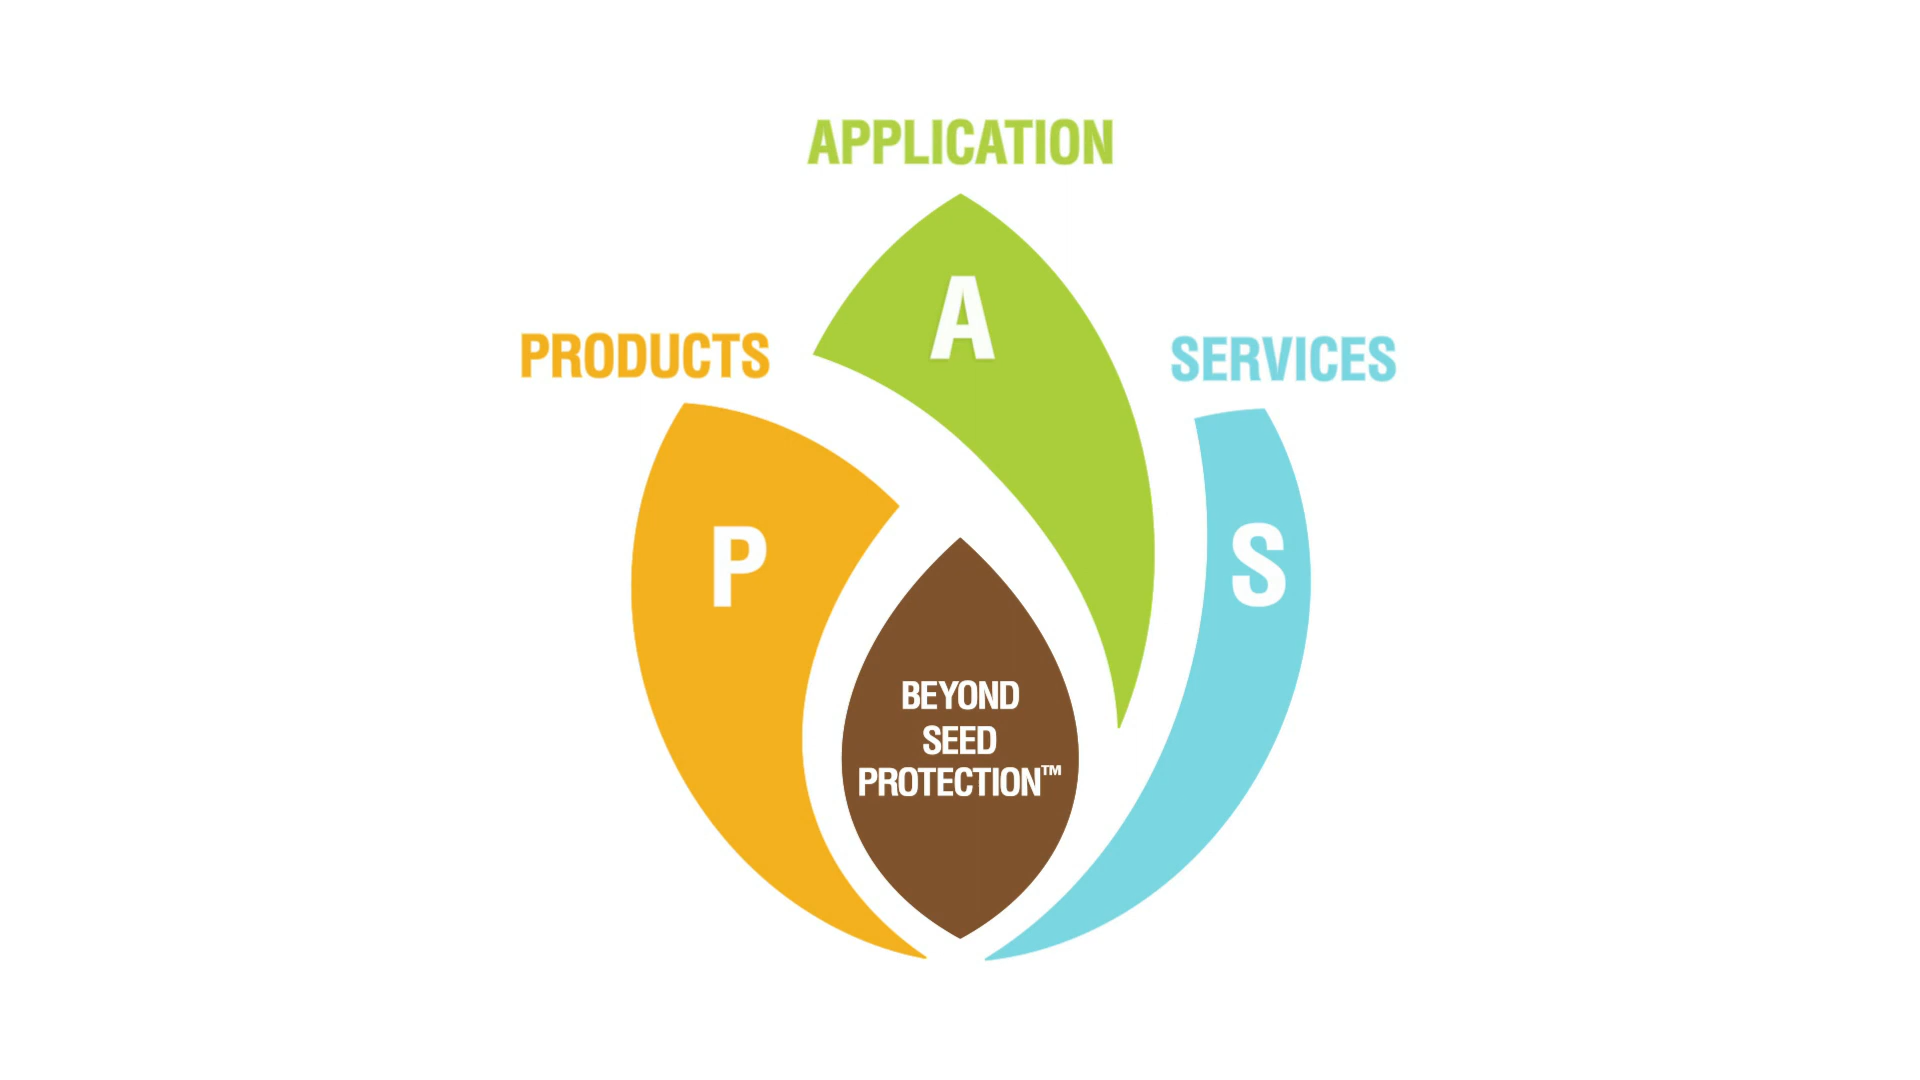 APPLICATION
PRODUCTS
SERVICES
A
P
S
BEYOND
SEED
PROTECTION™